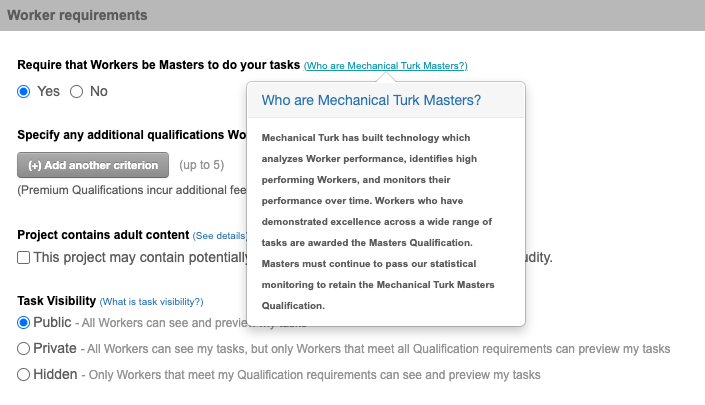 Worker requirements
Require that Workers be Masters to do your tasks (Who are Mechanical Turk Masters?)
Yes No
Who are Mechanical Turk Masters?
Mechanical Turk has built technology which
analyzes Worker performance, identifies high
performing Workers, and monitors their
performance over time. Workers who have
demonstrated excellence across a wide range of
tasks are awarded the Masters Qualification.
Masters must continue to pass our statistical
monitoring to retain the Mechanical Turk Masters
Qualification.
Specify any additional qualifications Wo
(+) Add another criterion (up to 5)
(Premium Qualifications incur additional fee
Project contains adult content (See details)
This project may contain potentially udity.
Task Visibility (What is task visibility?)
Public - All Workers can see and preview my tasks
Private - All Workers can see my tasks, but only Workers that meet all Qualification requirements can preview my tasks
Hidden - Only Workers that meet my Qualification requirements can see and preview my tasks